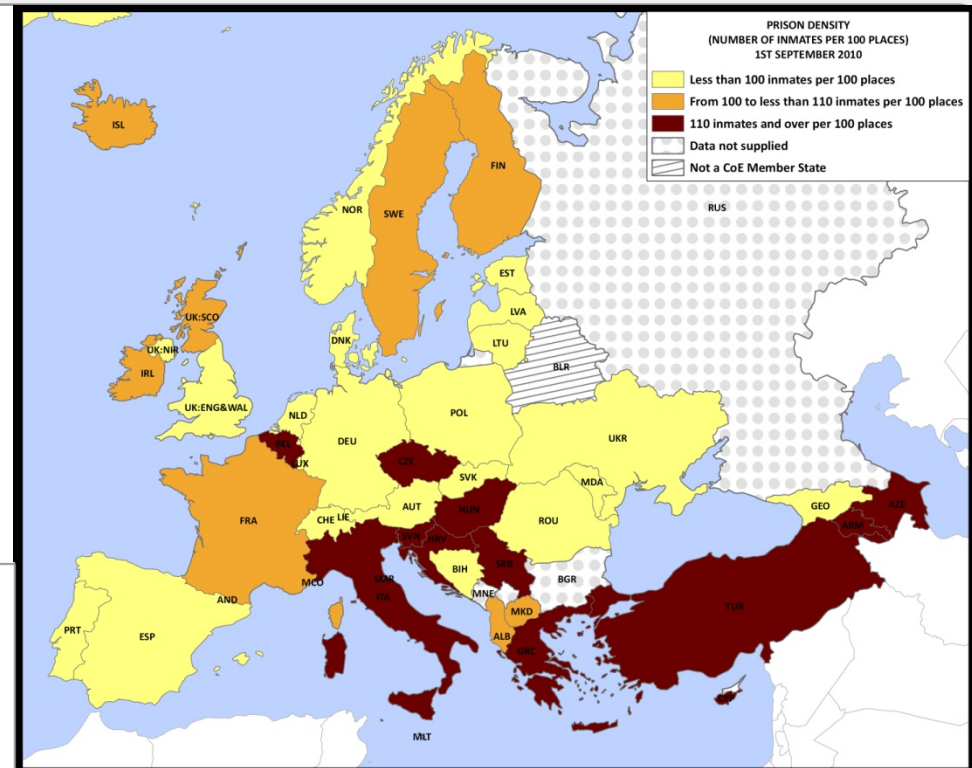 PRISON DENSITY
(NUMBER OF INMATES PER 100 PLACES)
1ST SEPTEMBER 2010
Less than 100 inmates per 100 places
From 100 to less than 110 inmates per 100 places
110 inmates and over per 100 places
Data not supplied
Not a CoE Member State
ISL
FIN
RUS
NOR
SWE
EST
LVA
UK:SCO
DNK
LTU
UK:NIR
BLR
IRL
UK:ENG&WAL
NLD
POL
DEU
UKR
BEL
CZE
UX
SVK
MDA
AUT
HUN
GEO
AZE
FRA
CHE
LIE
ROU
ARM
SVN
HRV
SRB
BIH
BGR
MCO
SMR
MNE
ITA
AND
TUR
MKD
PRT
ESP
ALB
GRC
MLT